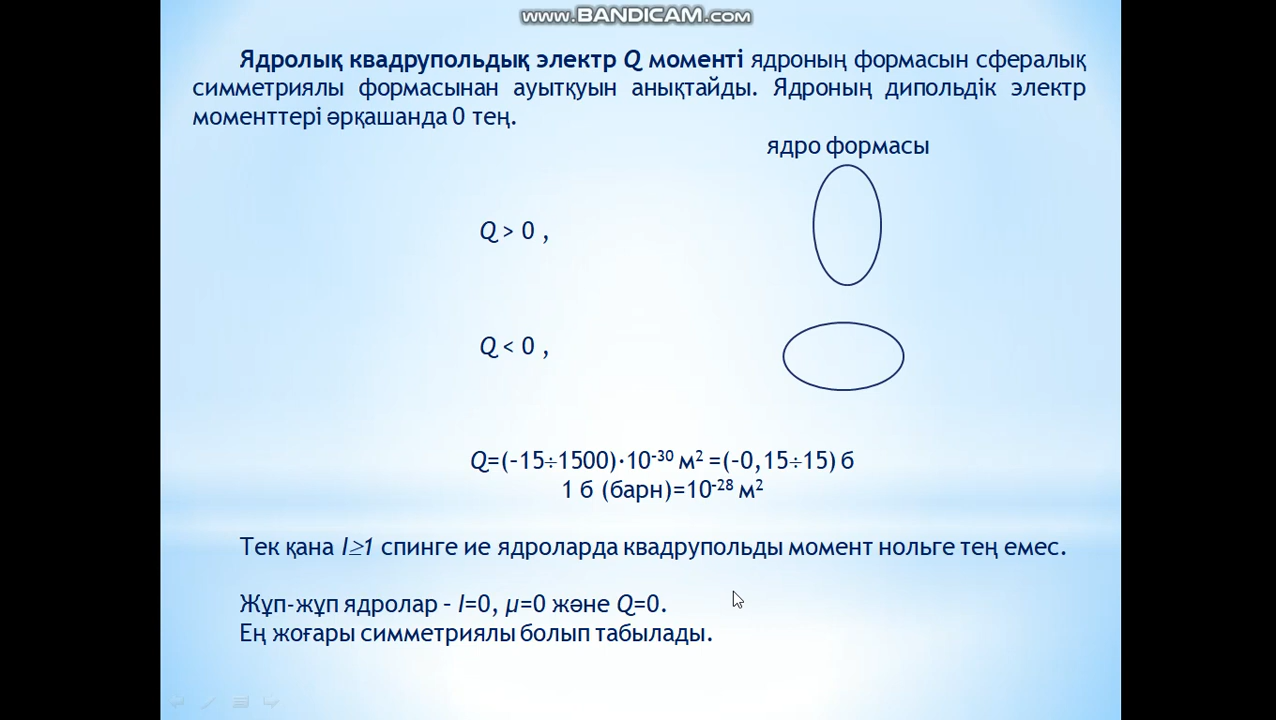 www.BANDICAM.com
Ядролық квадрупольдық электр Q моменті ядроның формасын сфералық
симметриялы формасынан ауытқуын анықтайды. Ядроның дипольдік электр
моменттері әрқашанда 0 тең.
ядро формасы
Q > 0 ,
Q < 0 ,
Q=(-15÷1500)·10⁻³⁰ м² =(-0,15÷15) б
1 б (барн)=10⁻²⁸ м²
Тек қана I≥1 спинге ие ядроларда квадрупольды момент нольге тең емес.
Жұп-жұп ядролар – I=0, μ=0 және Q=0.
Ең жоғары симметриялы болып табылады.